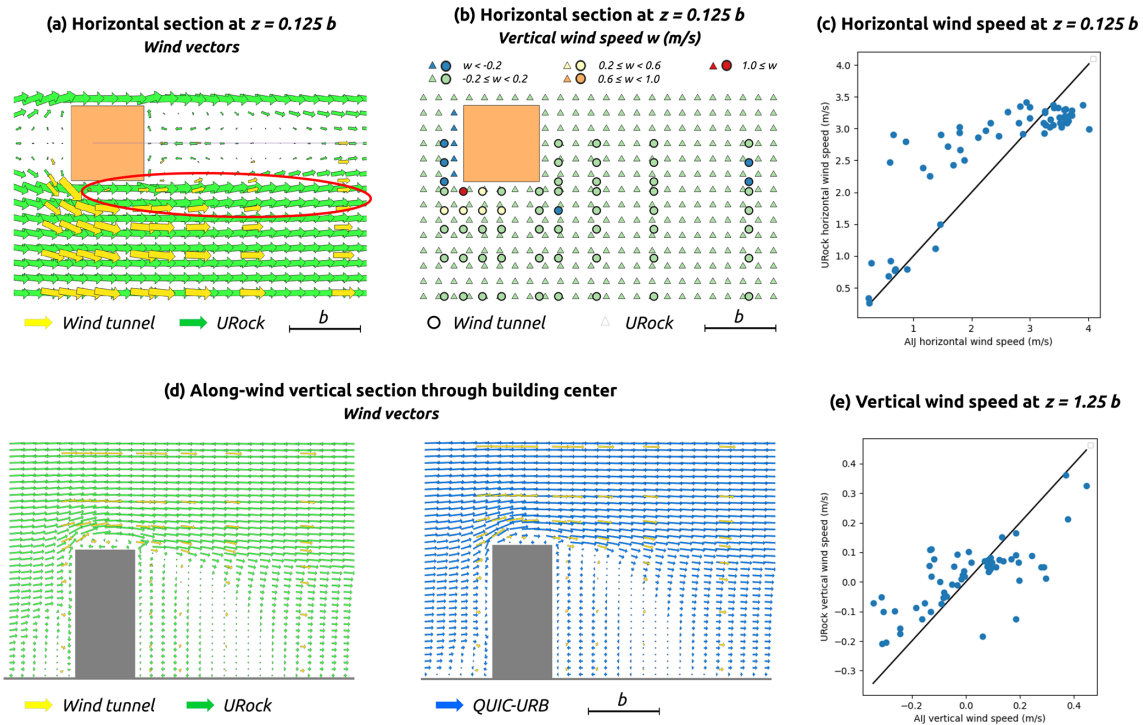 (a) Horizontal section at z = 0.125 b
Wind vectors
b
Wind tunnel
URock
(b) Horizontal section at z = 0.125 b
Vertical wind speed w (m/s)
w < -0.2
0.2 ≤ w < 0.6
1.0 ≤ w
-0.2 ≤ w < 0.2
0.6 ≤ w < 1.0
b
Wind tunnel
URock
(c) Horizontal wind speed at z = 0.125 b
URock horizontal wind speed (m/s)
4.0
3.5
3.0
2.5
2.0
1.5
1.0
0.5
1
2
3
4
AIJ horizontal wind speed (m/s)
(d) Along-wind vertical section through building center
Wind vectors
Wind tunnel
URock
QUIC-URB
b
(e) Vertical wind speed at z = 1.25 b
URock vertical wind speed (m/s)
0.4
0.3
0.2
0.1
0.0
−0.1
−0.2
−0.3
−0.2
0.0
0.2
0.4
AIJ vertical wind speed (m/s)